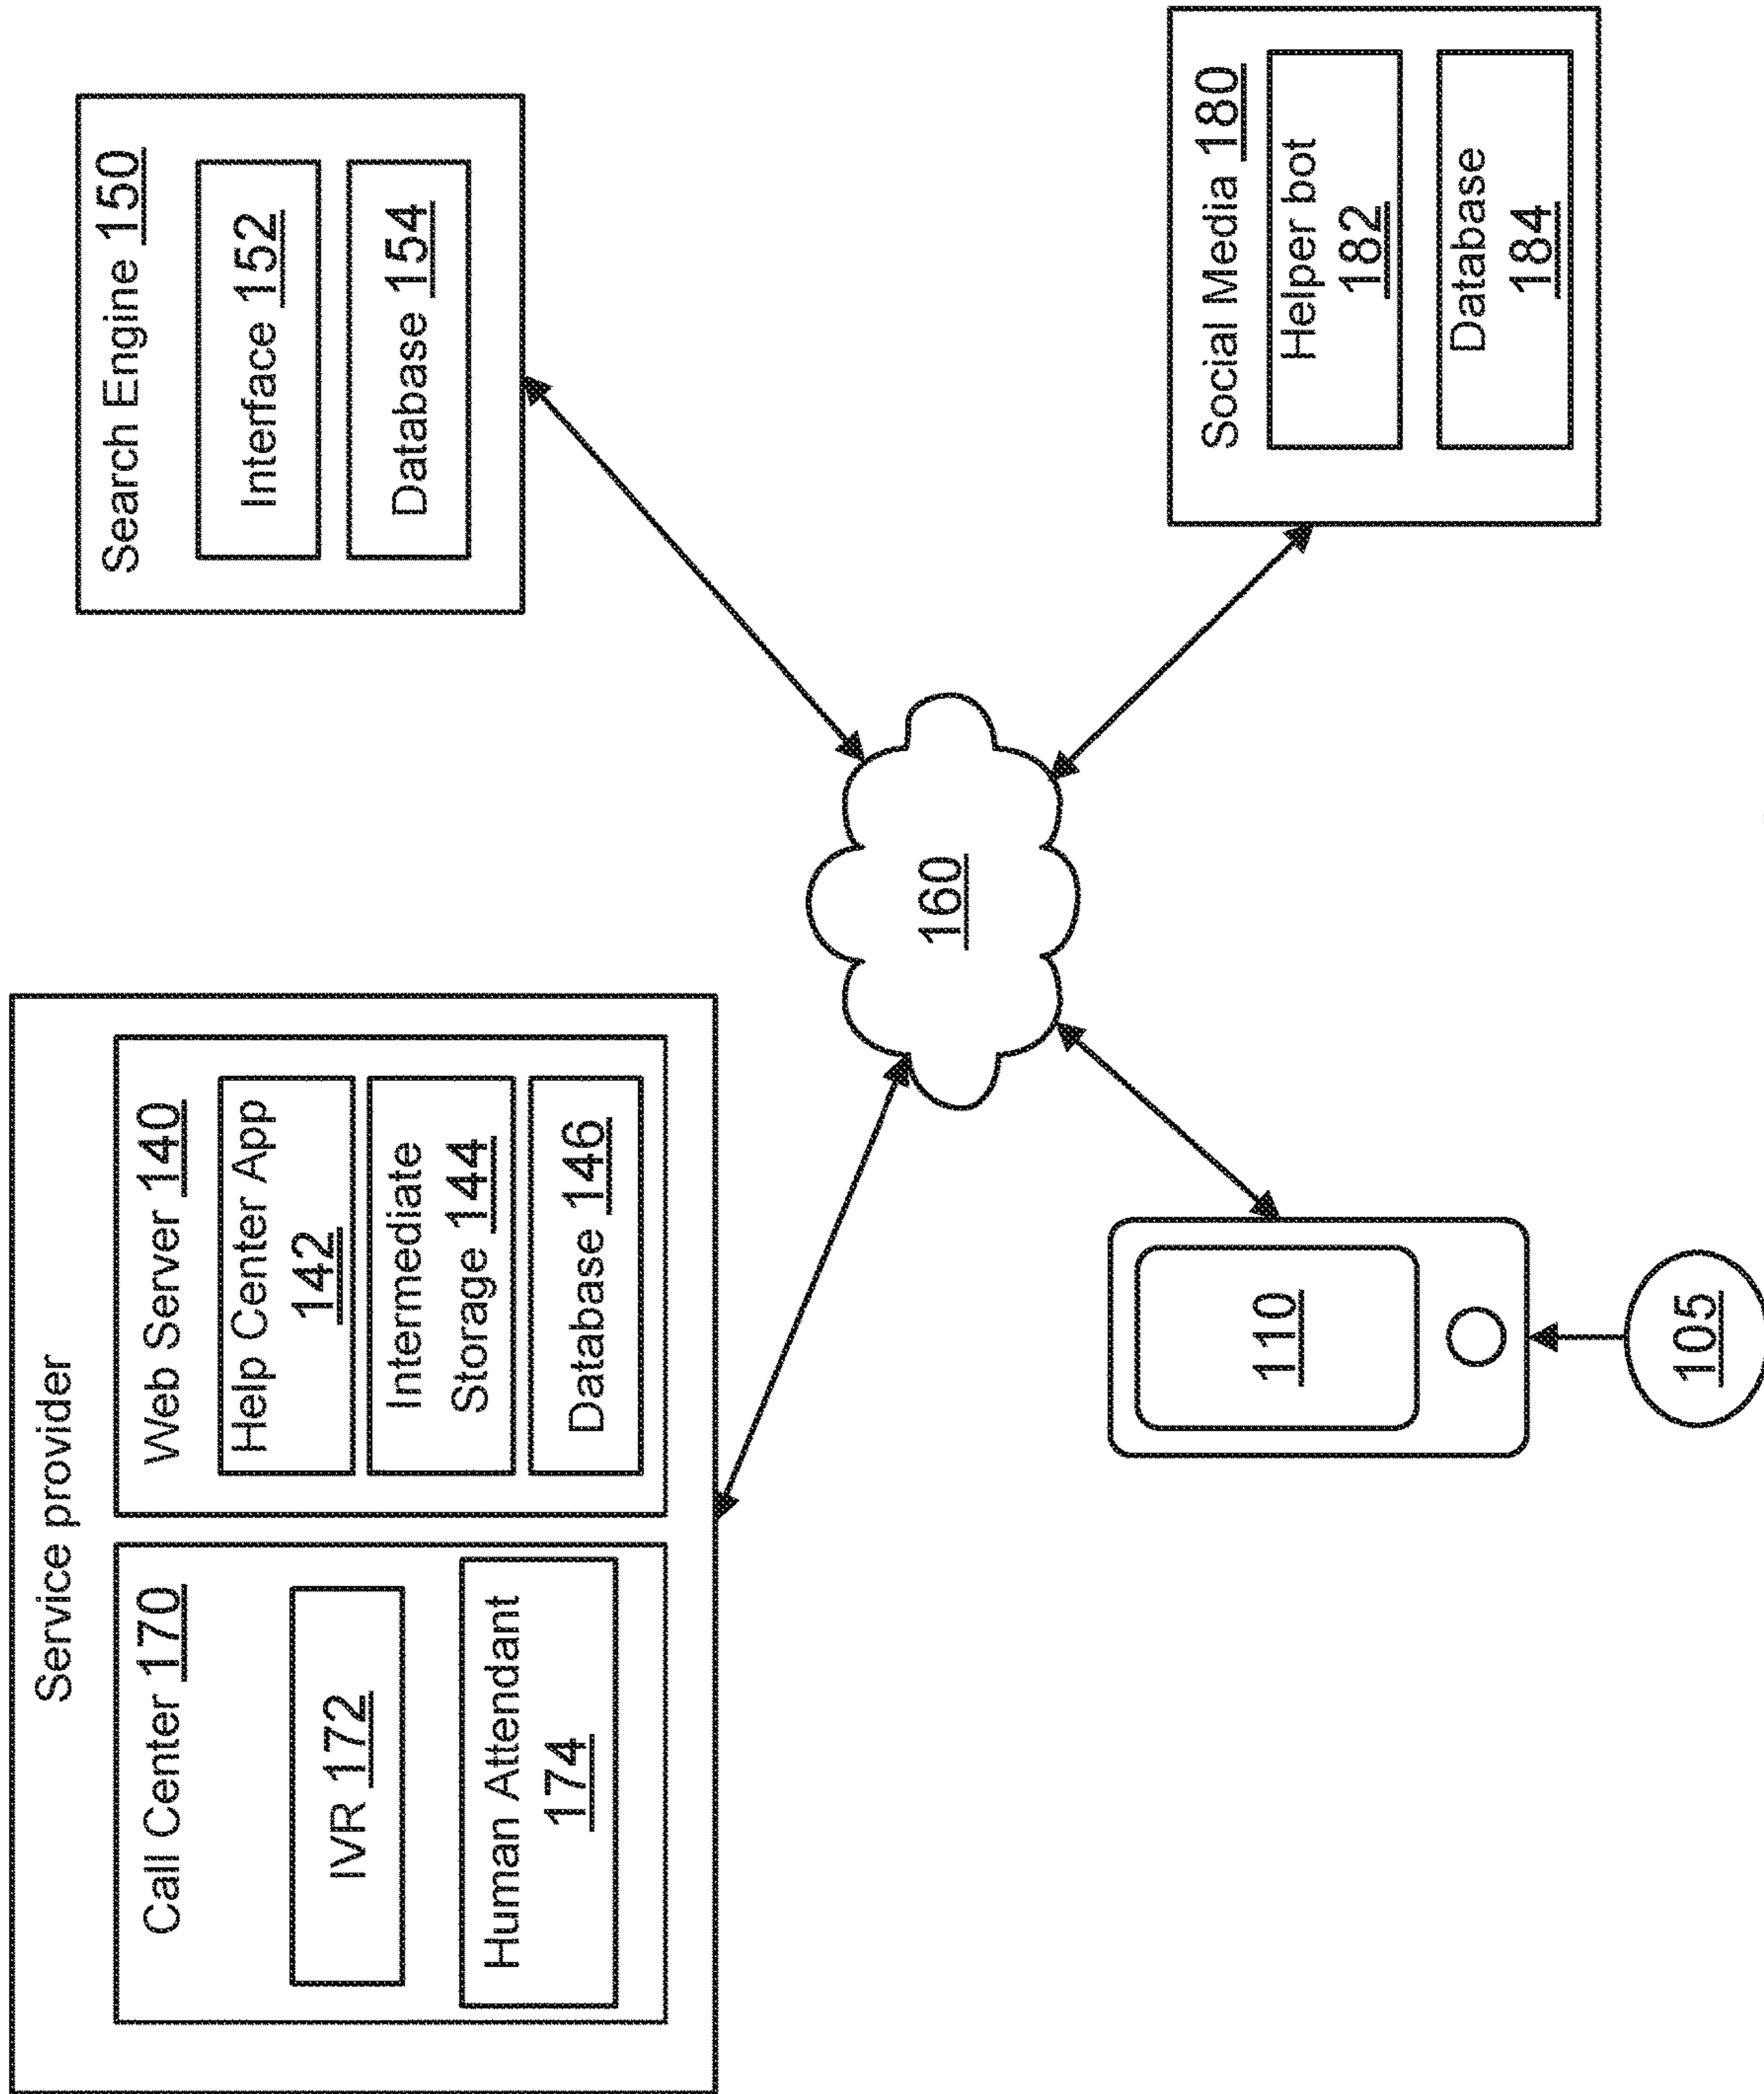 Service provider
Call Center 170
IVR 172
Human Attendant
174
Web Server 140
Help Center App
142
Intermediate
Storage 144
Database 146
Search Engine 150
Interface 152
Database 154
160
110
105
Social Media 180
Helper bot
182
Database
184